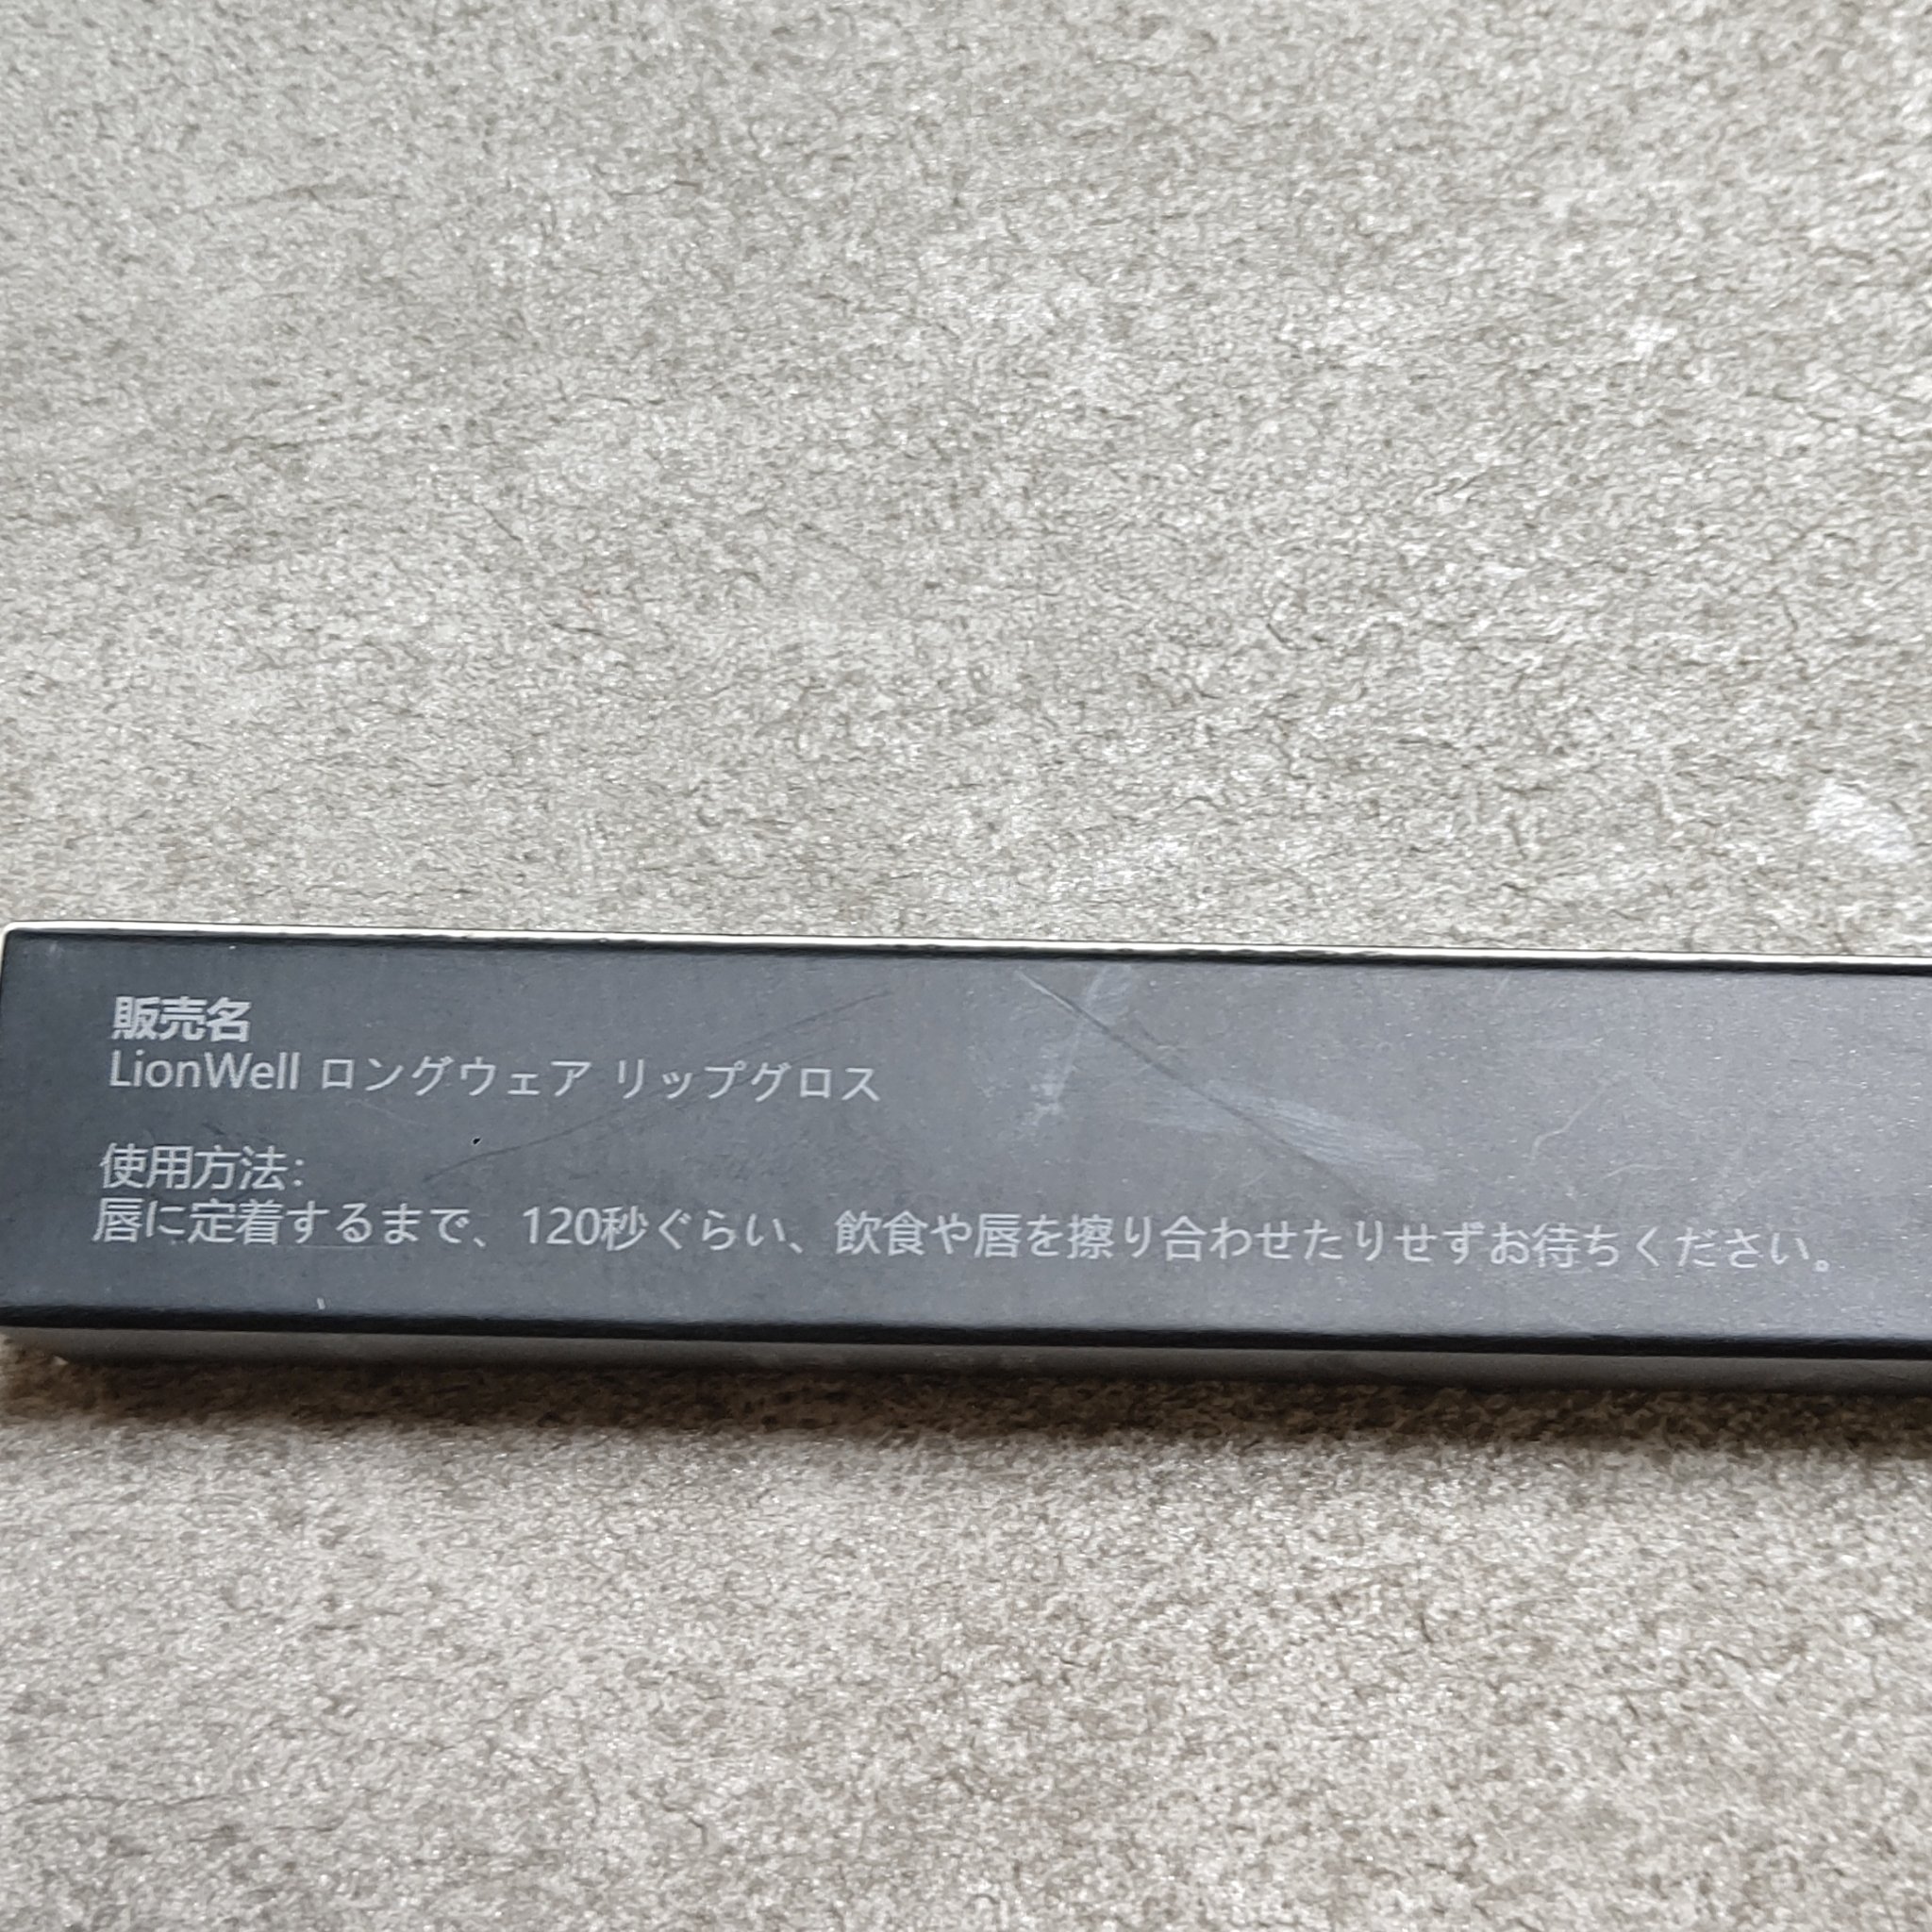 販売名
LionWell ロングウェア リップグロス
使用方法:
唇に定着するまで、120秒ぐらい、飲食や唇を擦り合わせたりせずお待ちください。